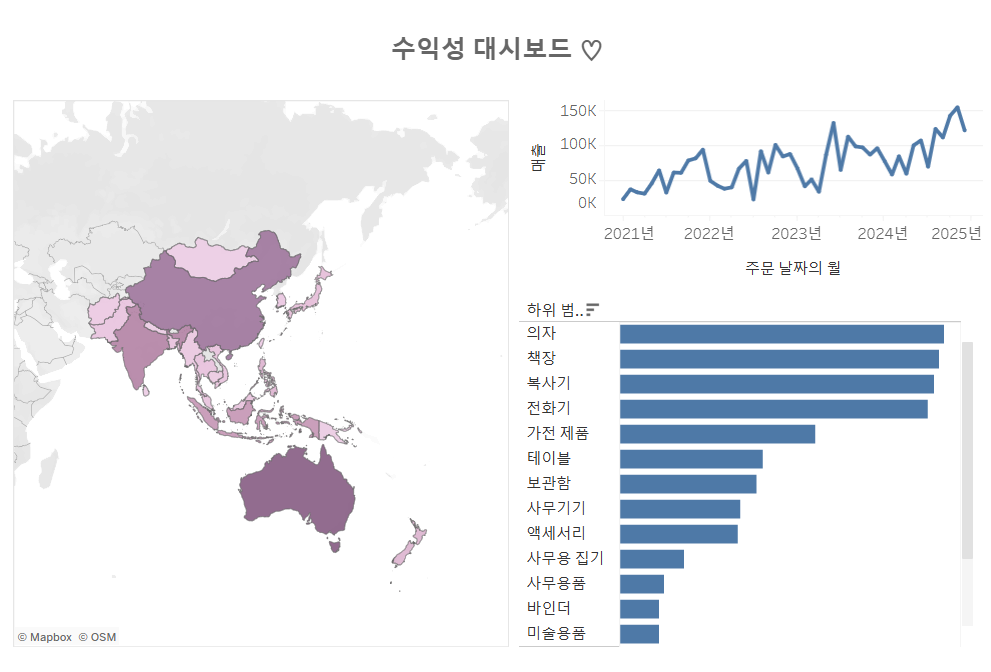 수익성 대시보드 ♡
© Mapbox © OSM
150K
100K
50K
0K
매출
2021년 2022년 2023년 2024년 2025년
주문 날짜의 월
하위 범..
의자
책장
복사기
전화기
가전 제품
테이블
보관함
사무기기
액세서리
사무용 집기
사무용품
바인더
미술용품